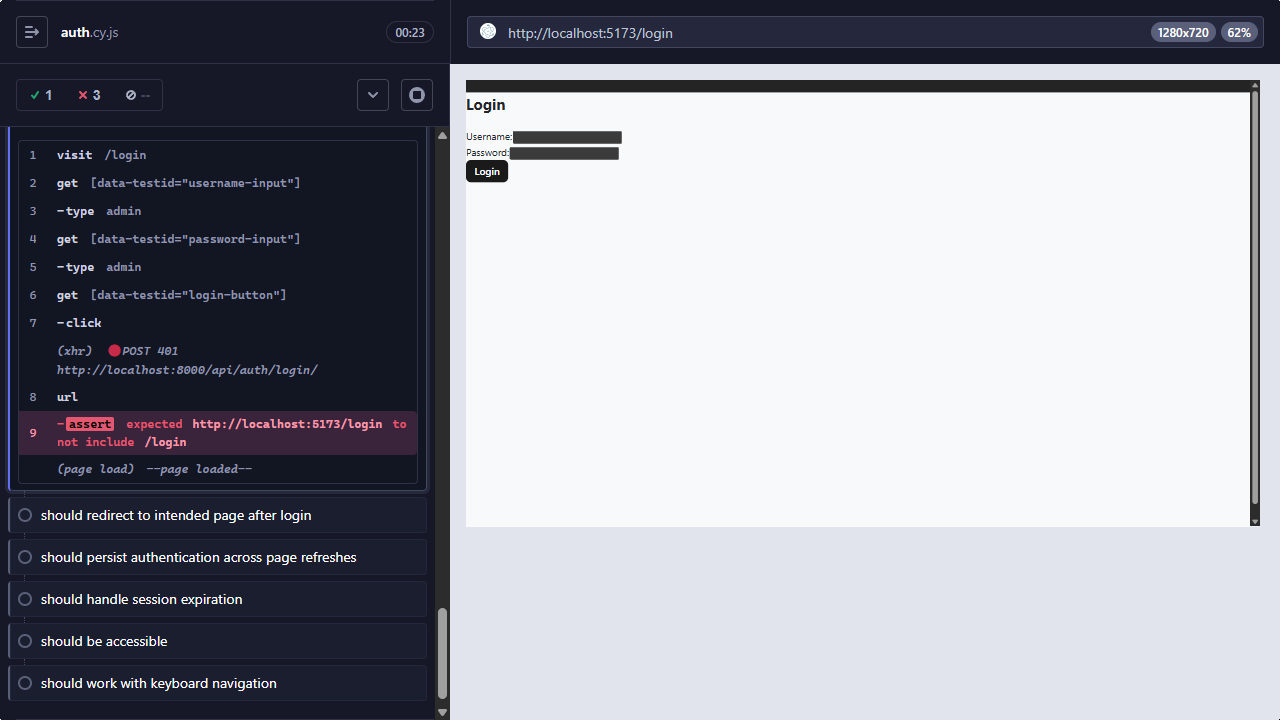 auth.cy.js
00:23
1
3
--
1 visit /login
2 get [data-testid="username-input"]
3 -type admin
4 get [data-testid="password-input"]
5 -type admin
6 get [data-testid="login-button"]
7 -click
(xhr) POST 401
http://localhost:8000/api/auth/login/
8 url
9 -assert expected http://localhost:5173/login to
not include /login
(page load) --page loaded--
should redirect to intended page after login
should persist authentication across page refreshes
should handle session expiration
should be accessible
should work with keyboard navigation
http://localhost:5173/login
1280x720
62%
Login
Username:
Password:
Login